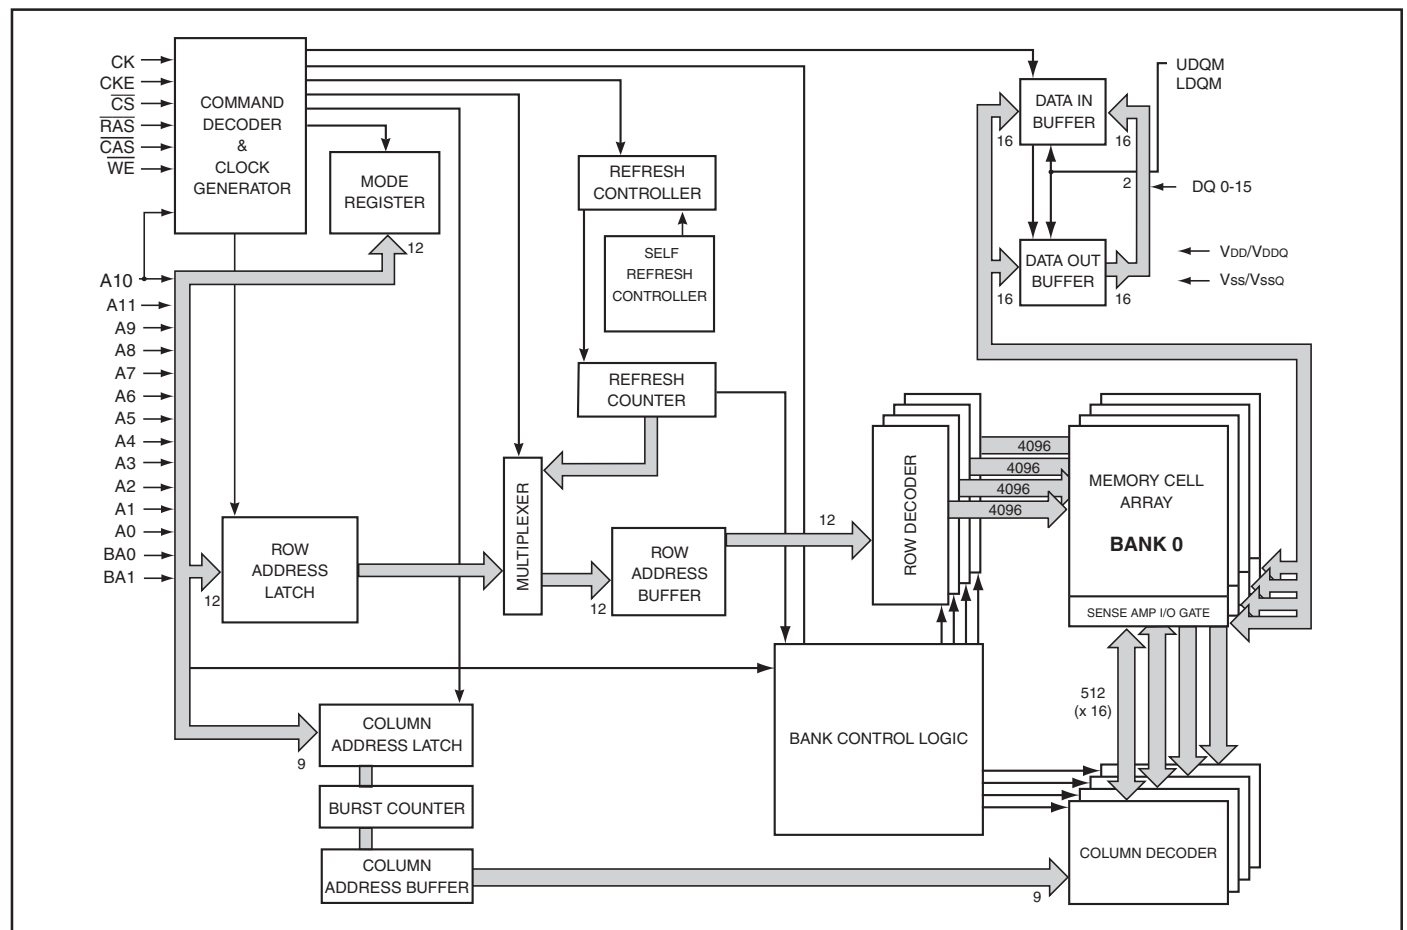 CK
CKE
C̅S̅
R̅A̅S̅
C̅A̅S̅
W̅E̅
A10
A11
A9
A8
A7
A6
A5
A4
A3
A2
A1
A0
BA0
BA1
COMMAND
DECODER
&
CLOCK
GENERATOR
MODE
REGISTER
12
REFRESH
CONTROLLER
SELF
REFRESH
CONTROLLER
REFRESH
COUNTER
DATA IN
BUFFER
16
16
UDQM
LDQM
2
DQ 0-15
DATA OUT
BUFFER
16
16
VDD/VDDQ
VSS/VSSQ
12
ROW
ADDRESS
LATCH
MULTIPLEXER
12
ROW
ADDRESS
BUFFER
12
ROW DECODER
4096
4096
4096
4096
MEMORY CELL
ARRAY
BANK 0
SENSE AMP I/O GATE
512
(x 16)
BANK CONTROL LOGIC
9
COLUMN
ADDRESS LATCH
BURST COUNTER
COLUMN
ADDRESS BUFFER
9
COLUMN DECODER